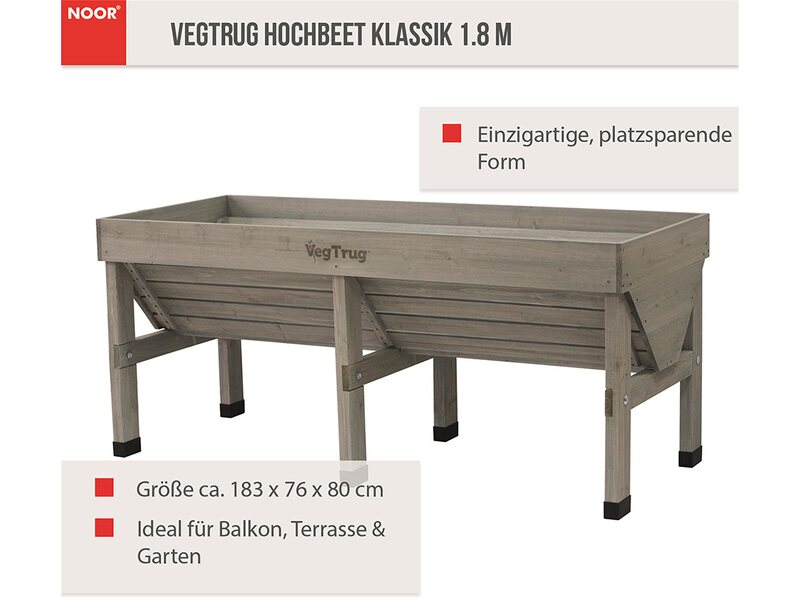 NOOR®
VEGTRUG HOCHBEET KLASSIK 1.8 M
Einzigartige, platzsparende
Form
VegTrug
Größe ca. 183 x 76 x 80 cm
Ideal für Balkon, Terrasse &
Garten